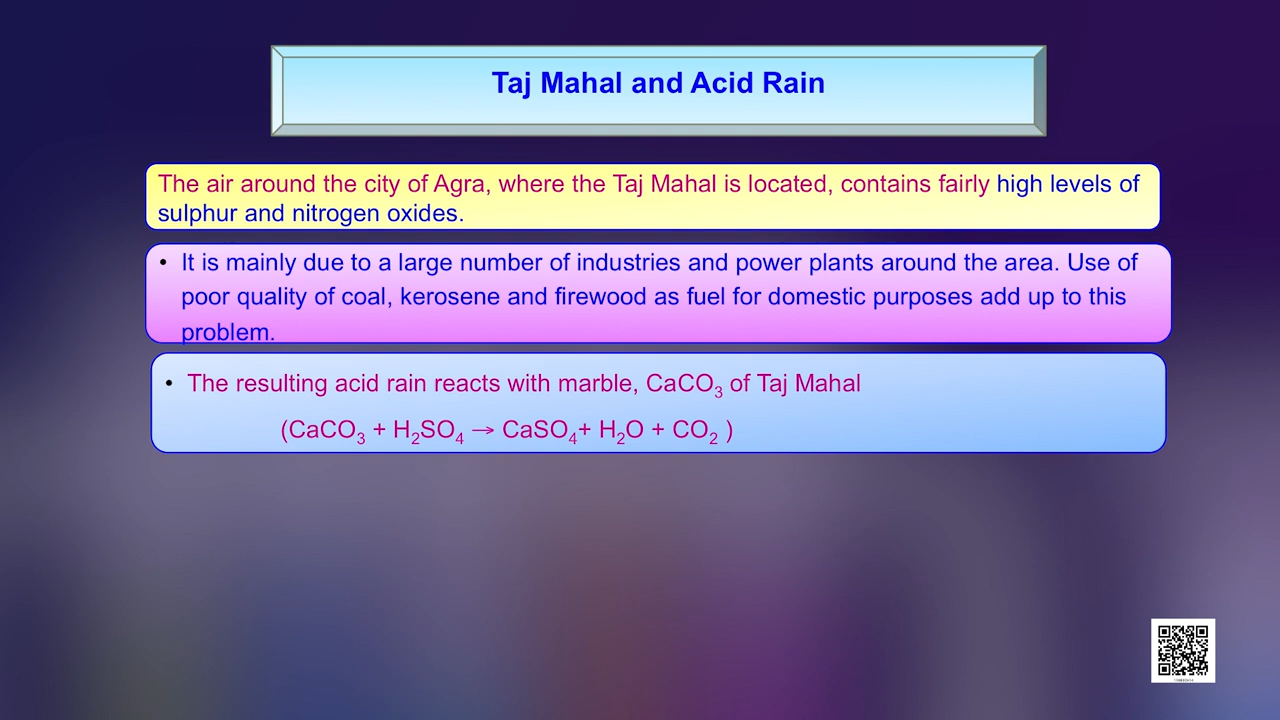 Taj Mahal and Acid Rain
The air around the city of Agra, where the Taj Mahal is located, contains fairly high levels of
sulphur and nitrogen oxides.
• It is mainly due to a large number of industries and power plants around the area. Use of
poor quality of coal, kerosene and firewood as fuel for domestic purposes add up to this
problem.
• The resulting acid rain reacts with marble, CaCO₃ of Taj Mahal
(CaCO₃ + H₂SO₄ → CaSO₄+ H₂O + CO₂ )